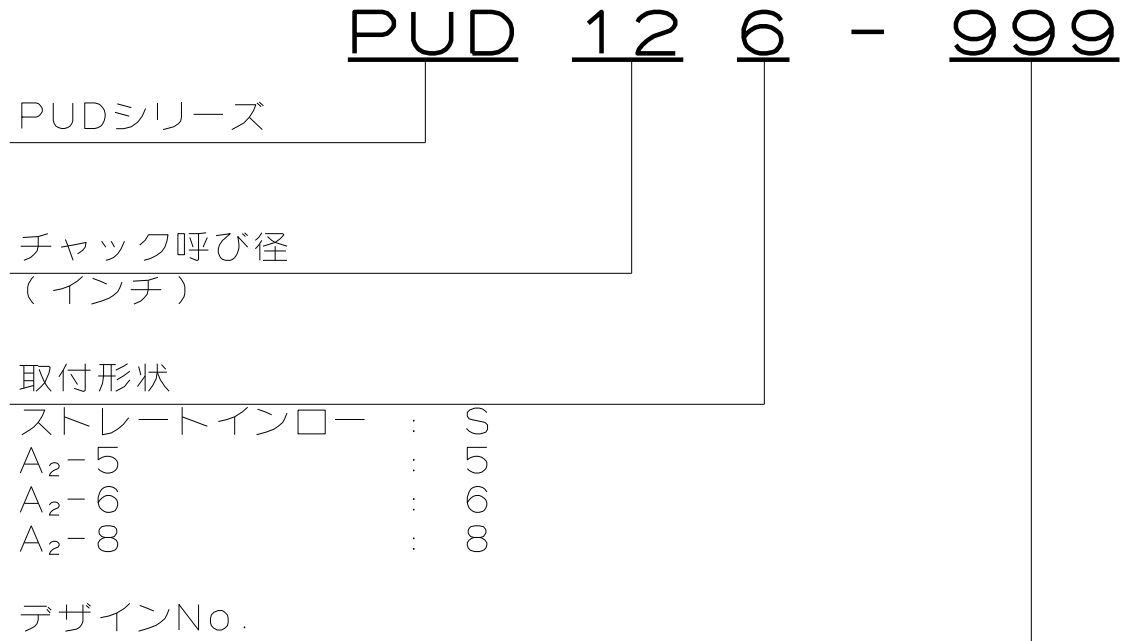 PUD 12 6 - 999
PUDシリーズ
チャック呼び径
(インチ)
取付形状
ストレートインロー : S
A₂-5 : 5
A₂-6 : 6
A₂-8 : 8
デザインNo.